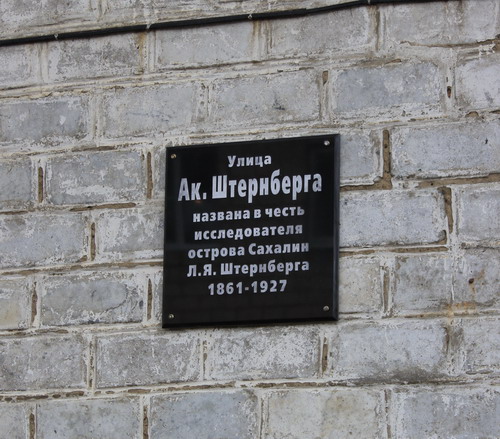 Улица
Ак. Штернберга
названа в честь
исследователя
острова Сахалин
Л.Я. Штернберга
1861-1927